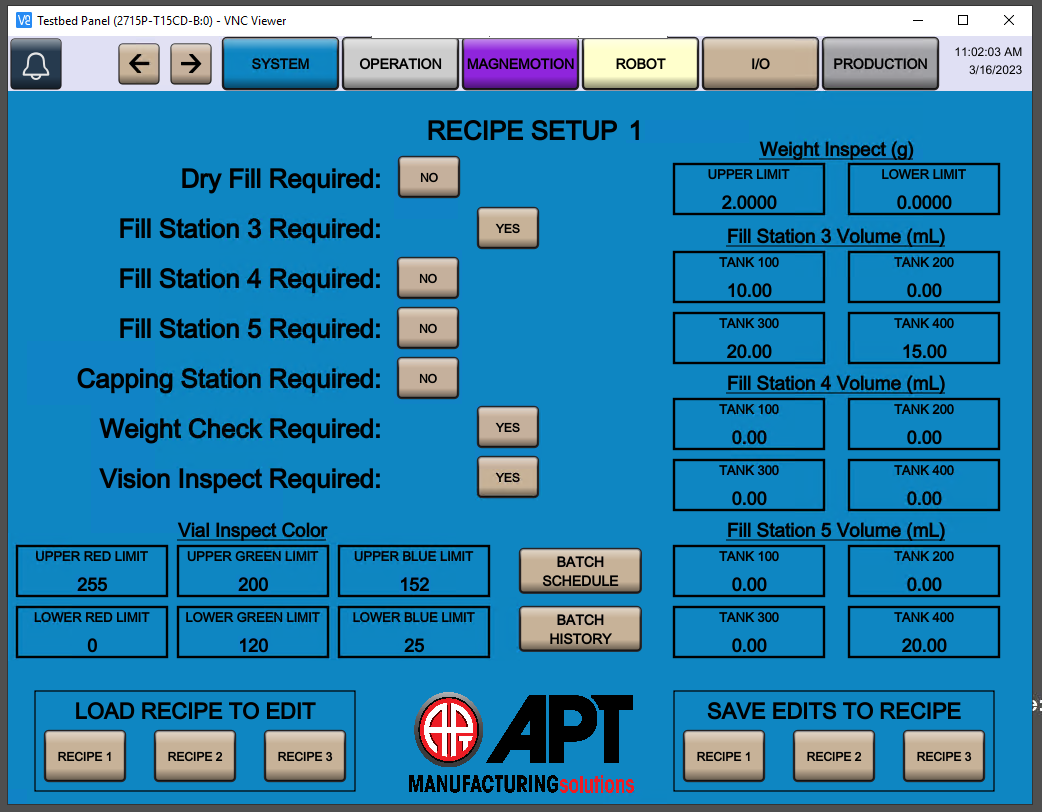 Testbed Panel (2715P-T15CD-B:0) - VNC Viewer
SYSTEM
OPERATION
MAGNEMOTION
ROBOT
I/O
PRODUCTION
11:02:03 AM
3/16/2023
RECIPE SETUP 1
Dry Fill Required:
NO
Fill Station 3 Required:
YES
Fill Station 4 Required:
NO
Fill Station 5 Required:
NO
Capping Station Required:
NO
Weight Check Required:
YES
Vision Inspect Required:
YES
Weight Inspect (g)
UPPER LIMIT
2.0000
LOWER LIMIT
0.0000
Fill Station 3 Volume (mL)
TANK 100
10.00
TANK 200
0.00
TANK 300
20.00
TANK 400
15.00
Fill Station 4 Volume (mL)
TANK 100
0.00
TANK 200
0.00
TANK 300
0.00
TANK 400
0.00
Fill Station 5 Volume (mL)
TANK 100
0.00
TANK 200
0.00
TANK 300
0.00
TANK 400
20.00
Vial Inspect Color
UPPER RED LIMIT
255
UPPER GREEN LIMIT
200
UPPER BLUE LIMIT
152
LOWER RED LIMIT
0
LOWER GREEN LIMIT
120
LOWER BLUE LIMIT
25
BATCH
SCHEDULE
BATCH
HISTORY
LOAD RECIPE TO EDIT
RECIPE 1
RECIPE 2
RECIPE 3
APT
APT
MANUFACTURINGsolutions
SAVE EDITS TO RECIPE
RECIPE 1
RECIPE 2
RECIPE 3